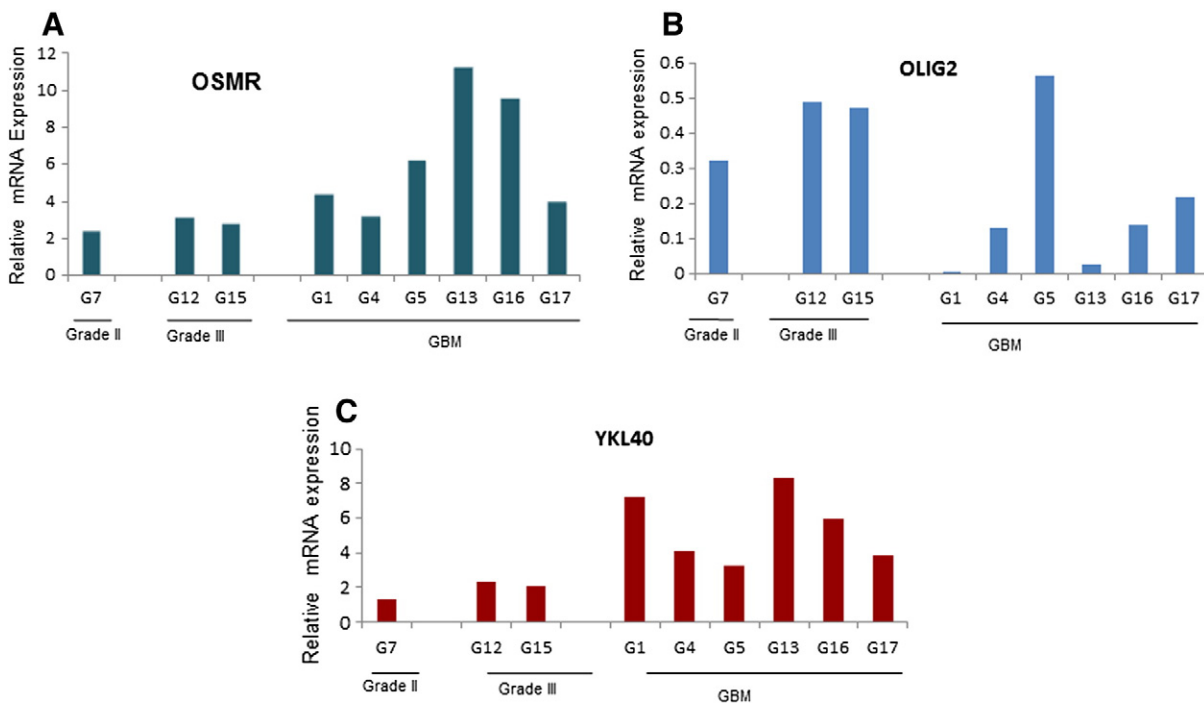 A
OSMR
Relative mRNA Expression
12
10
8
6
4
2
0
G7 G12 G15 G1 G4 G5 G13 G16 G17
Grade II Grade III GBM
B
OLIG2
Relative mRNA expression
0.6
0.5
0.4
0.3
0.2
0.1
0
G7 G12 G15 G1 G4 G5 G13 G16 G17
Grade II Grade III GBM
C
YKL40
Relative mRNA expression
10
8
6
4
2
0
G7 G12 G15 G1 G4 G5 G13 G16 G17
Grade II Grade III GBM